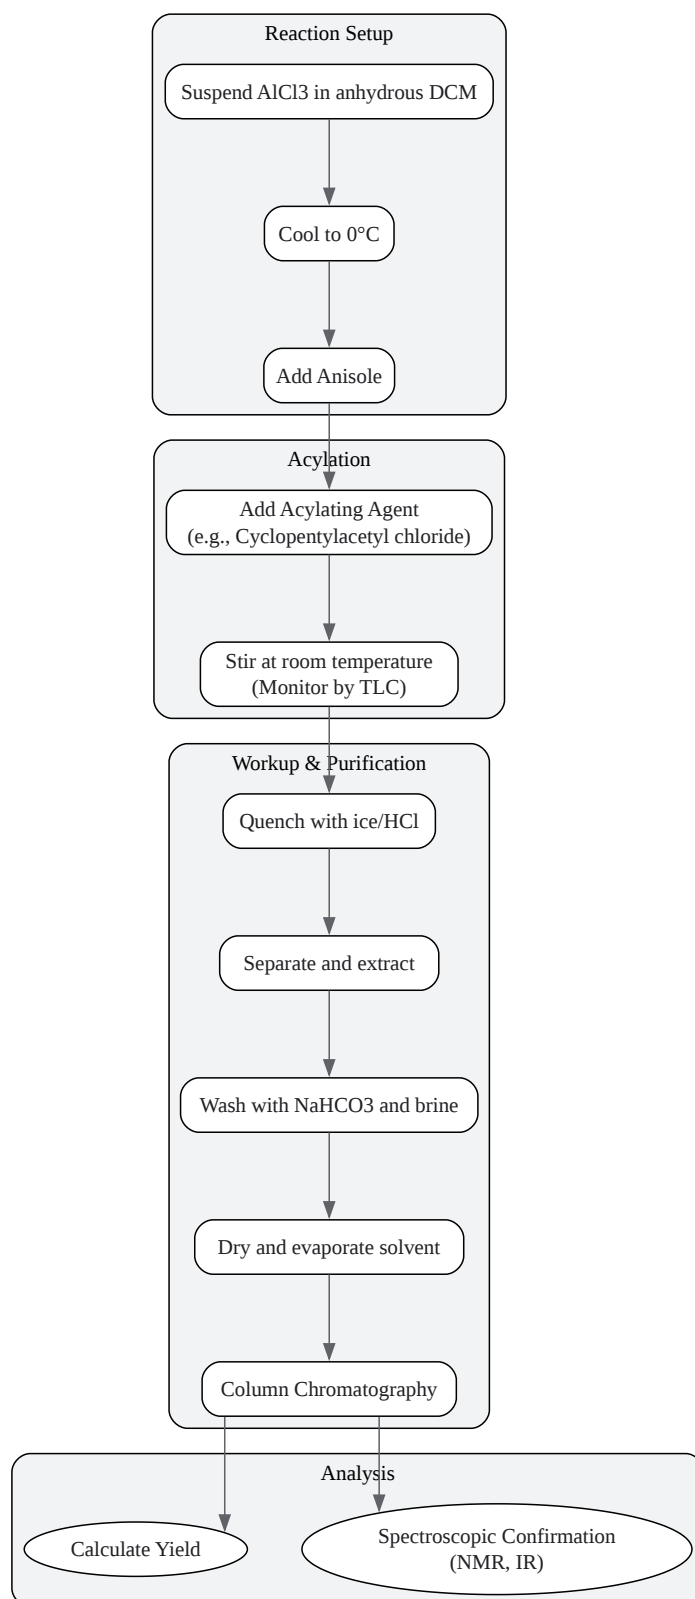 Reaction Setup
Suspend AlCl3 in anhydrous DCM
Cool to 0°C
Add Anisole
Acylation
Add Acylating Agent
(e.g., Cyclopentylacetyl chloride)
Stir at room temperature
(Monitor by TLC)
Workup & Purification
Quench with ice/HCl
Separate and extract
Wash with NaHCO3 and brine
Dry and evaporate solvent
Column Chromatography
Analysis
Calculate Yield
Spectroscopic Confirmation
(NMR, IR)